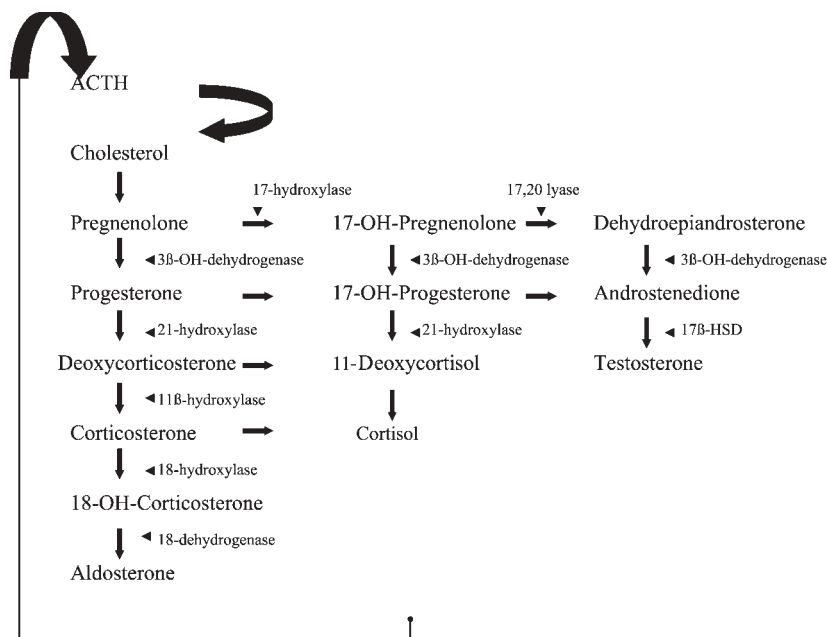 ACTH
Cholesterol
17-hydroxylase 17,20 lyase
Pregnenolone 17-OH-Pregnenolone Dehydroepiandrosterone
3ß-OH-dehydrogenase 3ß-OH-dehydrogenase 3ß-OH-dehydrogenase
Progesterone 17-OH-Progesterone Androstenedione
21-hydroxylase 21-hydroxylase 17ß-HSD
Deoxycorticosterone 11-Deoxycortisol Testosterone
11ß-hydroxylase
Corticosterone Cortisol
18-hydroxylase
18-OH-Corticosterone
18-dehydrogenase
Aldosterone